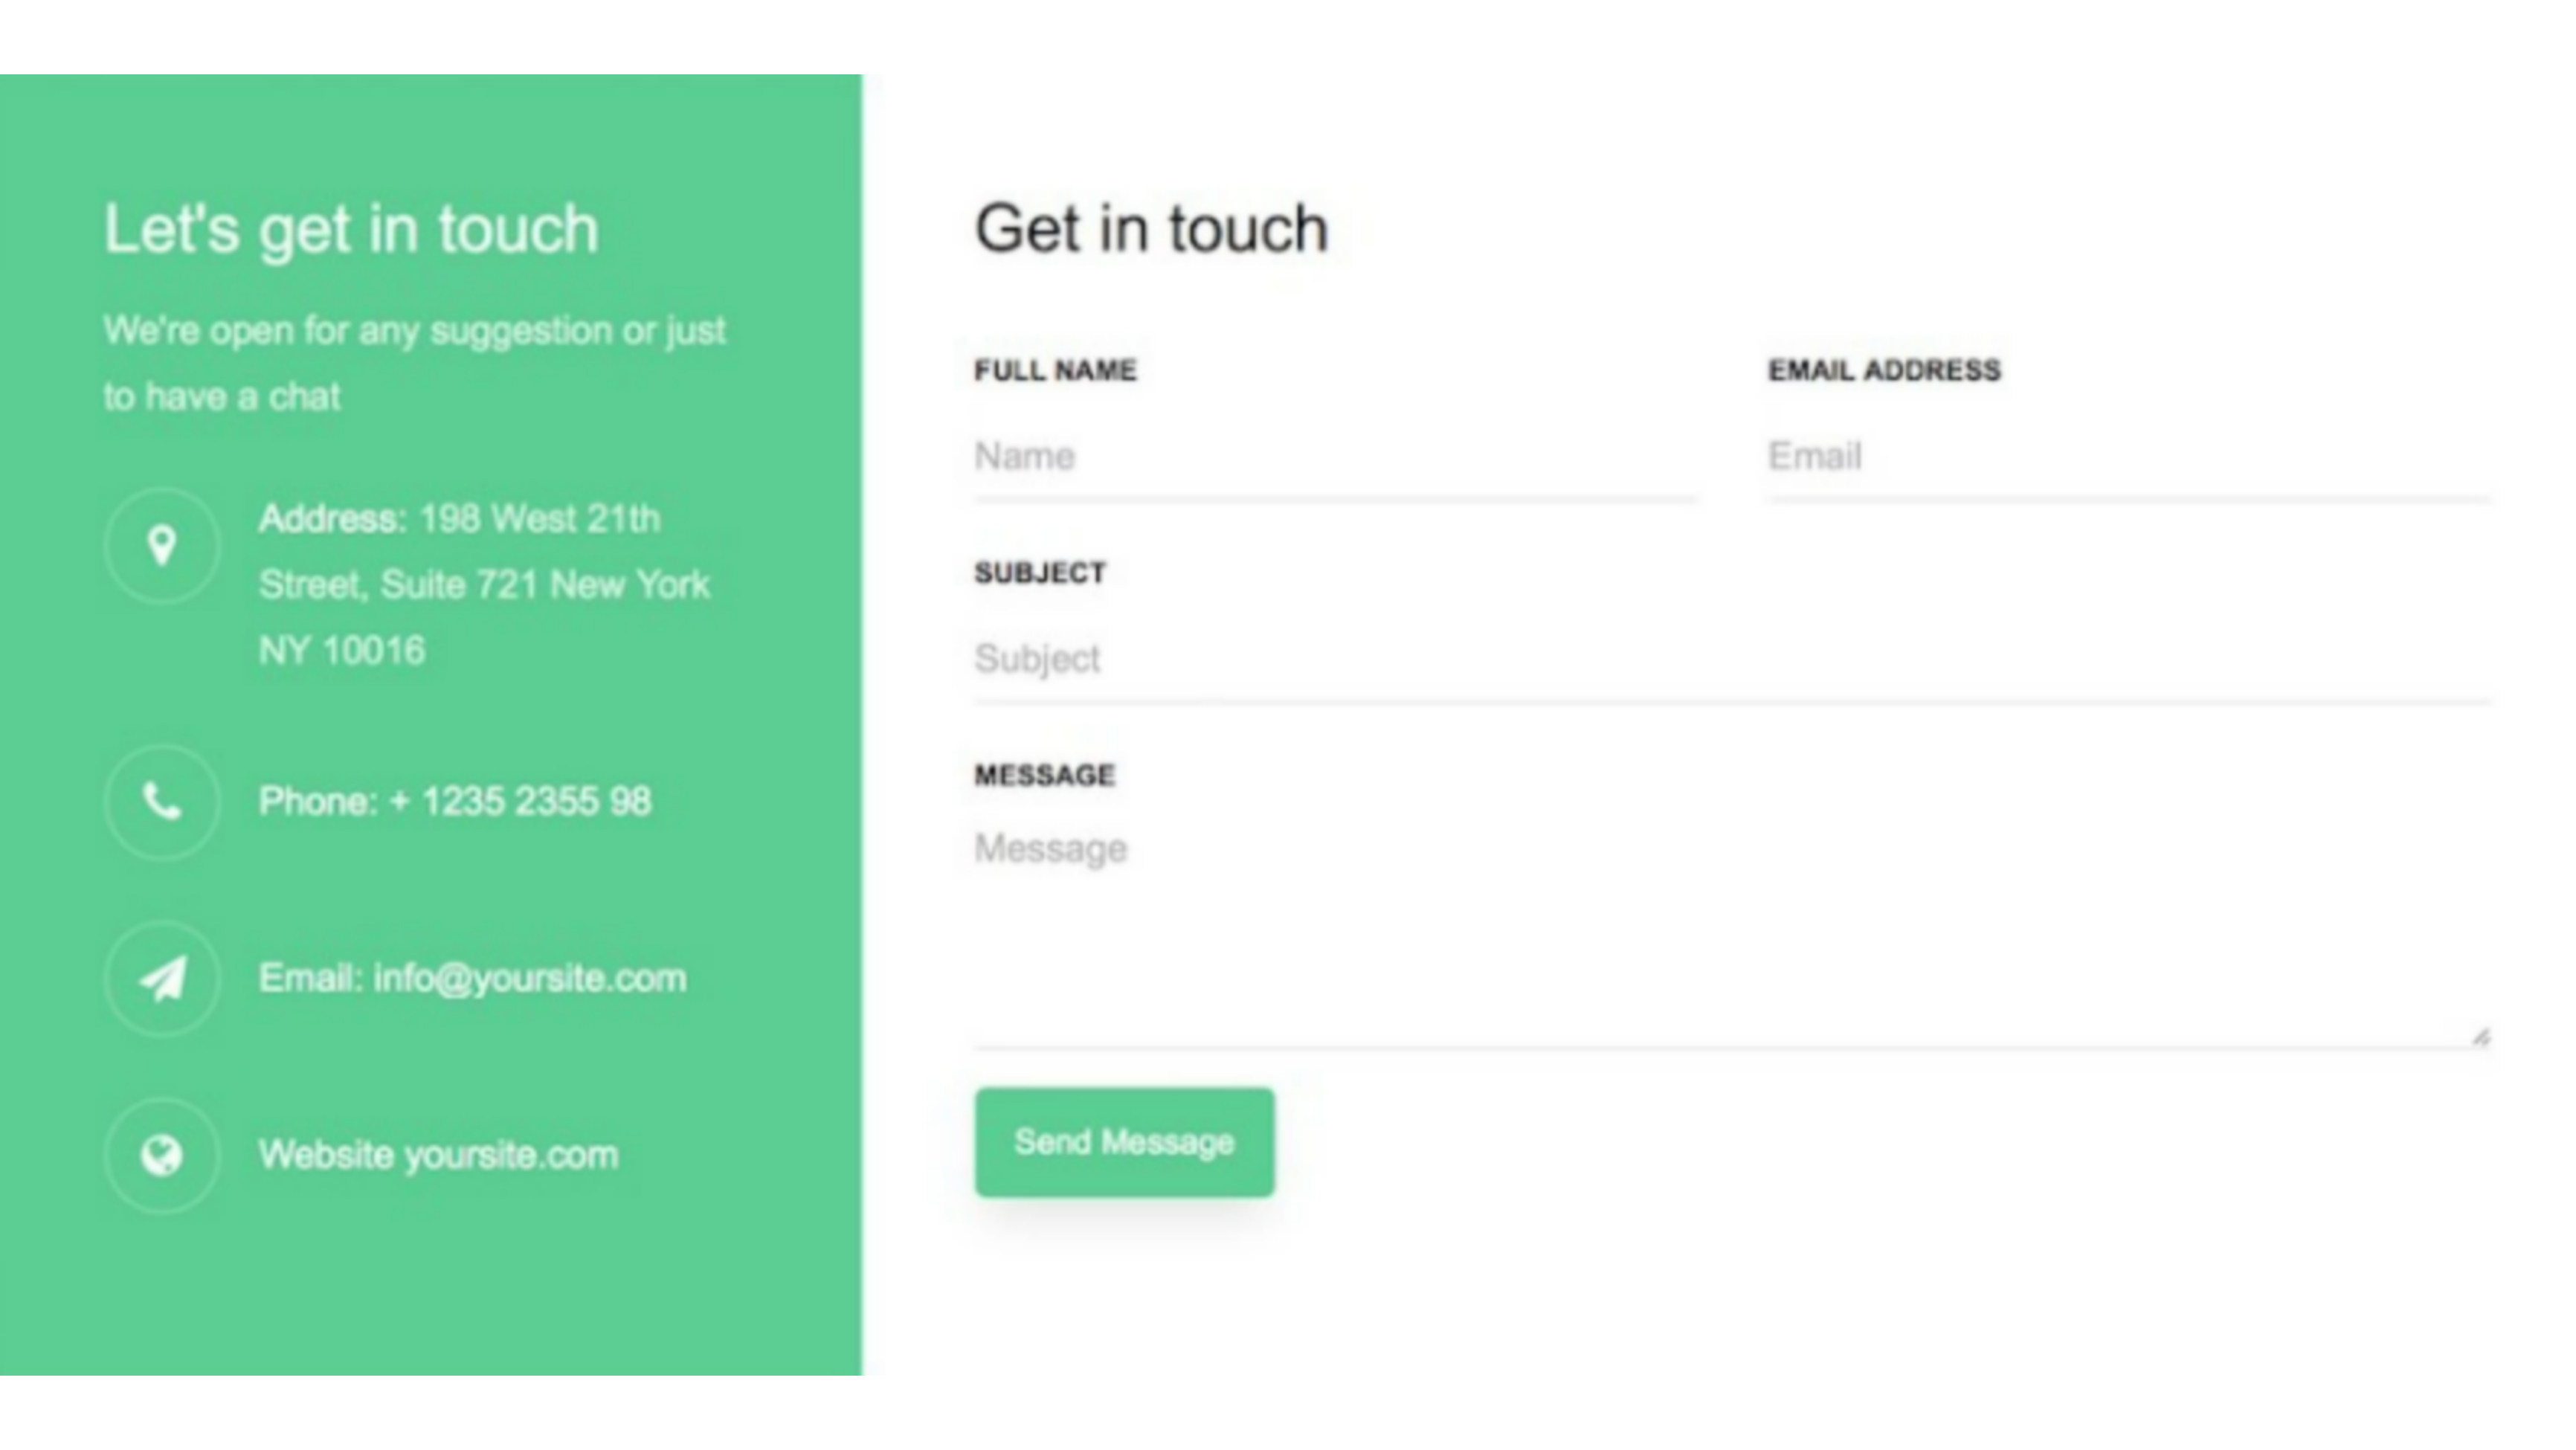 Let's get in touch
We're open for any suggestion or just
to have a chat
Address: 198 West 21th
Street, Suite 721 New York
NY 10016
Phone: + 1235 2355 98
Email: info@yoursite.com
Website yoursite.com
Get in touch
FULL NAME
Name
EMAIL ADDRESS
Email
SUBJECT
Subject
MESSAGE
Message
Send Message